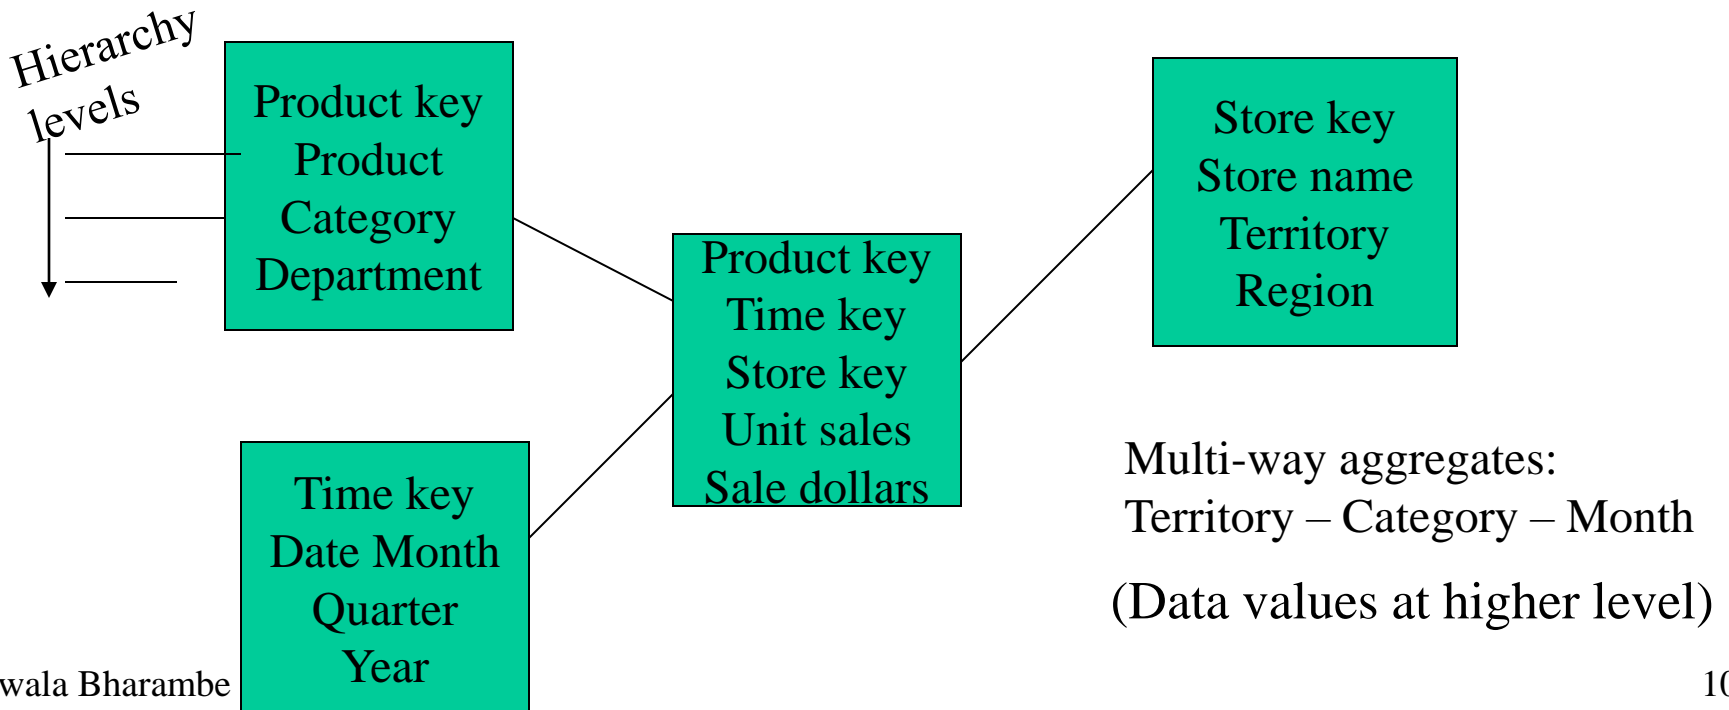 Hierarchy
levels
Product key
Product
Category
Department
Store key
Store name
Territory
Region
Product key
Time key
Store key
Unit sales
Sale dollars
Time key
Date Month
Quarter
Year
Multi-way aggregates:
Territory – Category – Month
(Data values at higher level)
wala Bharambe
10